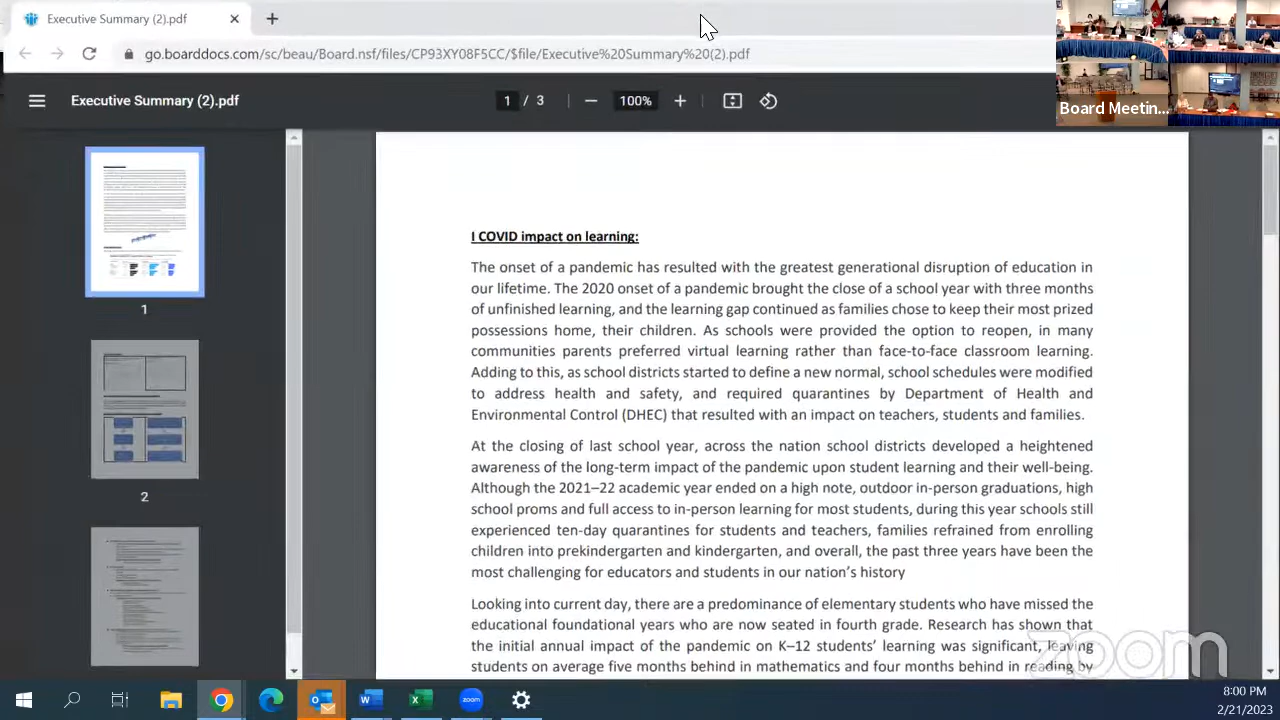 Executive Summary (2).pdf
Board Meetin...
Executive Summary (2).pdf
1 / 3
100%
I COVID impact on learning:
The onset of a pandemic has resulted with the greatest generational disruption of education in
our lifetime. The 2020 onset of a pandemic brought the close of a school year with three months
of unfinished learning, and the learning gap continued as families chose to keep their most prized
possessions home, their children. As schools were provided the option to reopen, in many
communities parents preferred virtual learning rather than face-to-face classroom learning.
Adding to this, as school districts started to define a new normal, school schedules were modified
to address health and safety, and required quarantines by Department of Health and
Environmental Control (DHEC) that resulted with an impact on teachers, students and families.
At the closing of last school year, across the nation school districts developed a heightened
awareness of the long-term impact of the pandemic upon student learning and their well-being.
Although the 2021–22 academic year ended on a high note, outdoor in-person graduations, high
school proms and full access to in-person learning for most students, during this year schools still
experienced ten-day quarantines for students and teachers, families refrained from enrolling
children into prekindergarten and kindergarten, and overall, the past three years have been the
most challenging for educators and students in our nation's history
Looking into current day, there are a predominance of elementary students who have missed the
educational foundational years who are now seated in fourth grade. Research has shown that
the initial annual impact of the pandemic on K–12 students' learning was significant, leaving
students on average five months behind in mathematics and four months behind in reading by
1
2
zoom
W
X
zoom
8:00 PM
2/21/2023